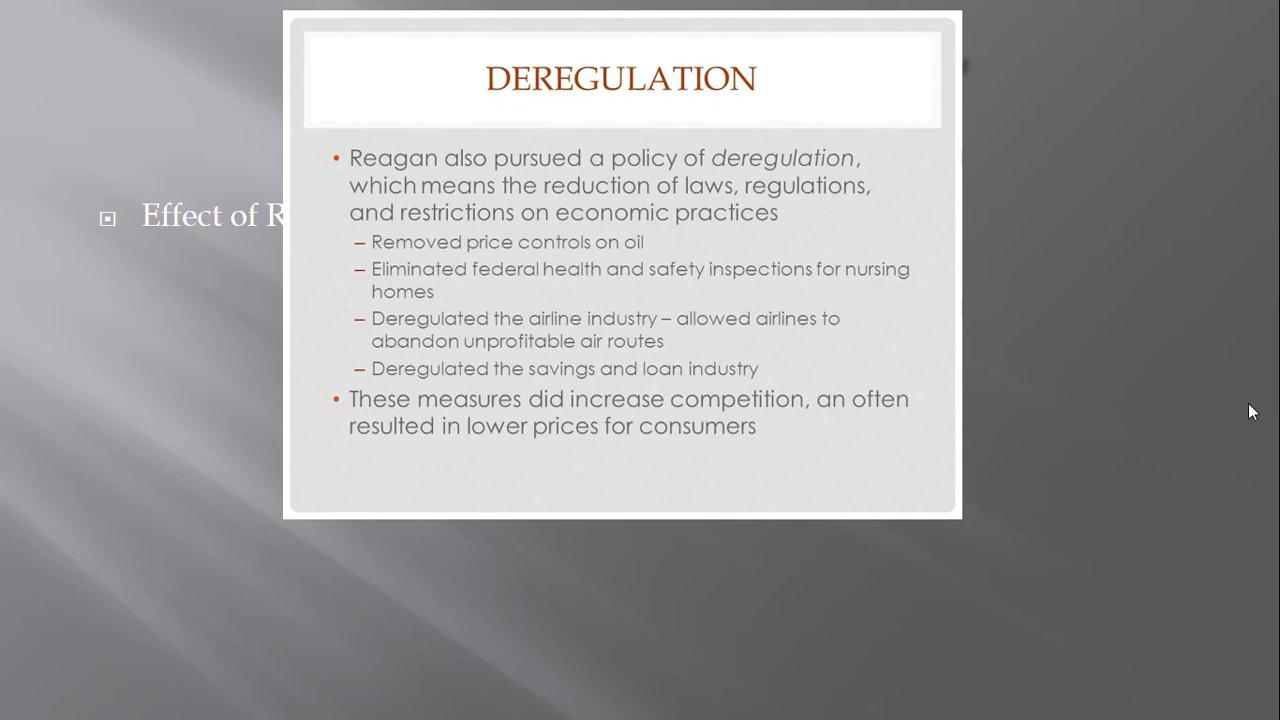 DEREGULATION
• Reagan also pursued a policy of deregulation,
which means the reduction of laws, regulations,
and restrictions on economic practices
– Removed price controls on oil
– Eliminated federal health and safety inspections for nursing
homes
– Deregulated the airline industry – allowed airlines to
abandon unprofitable air routes
– Deregulated the savings and loan industry
• These measures did increase competition, an often
resulted in lower prices for consumers
Effect of R